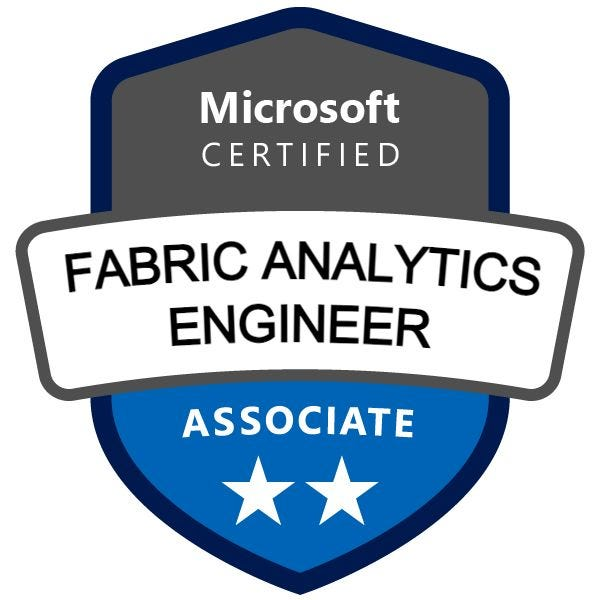 Microsoft
CERTIFIED
FABRIC ANALYTICS
ENGINEER
ASSOCIATE